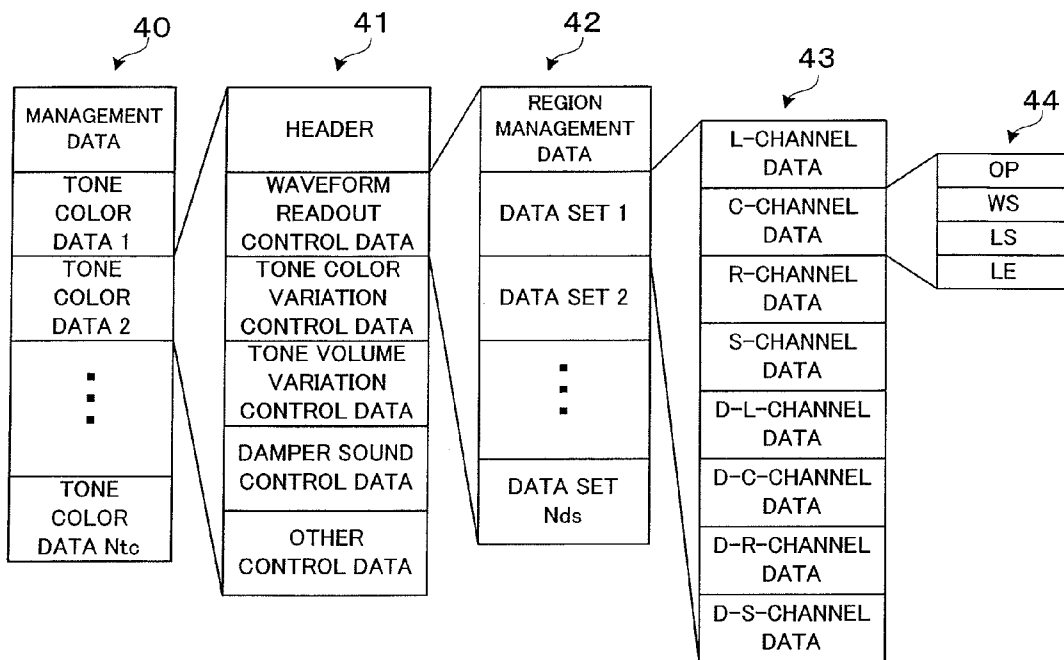 40
MANAGEMENT
DATA
TONE
COLOR
DATA 1
TONE
COLOR
DATA 2
TONE
COLOR
DATA Ntc
41
HEADER
WAVEFORM
READOUT
CONTROL DATA
TONE COLOR
VARIATION
CONTROL DATA
TONE VOLUME
VARIATION
CONTROL DATA
DAMPER SOUND
CONTROL DATA
OTHER
CONTROL DATA
42
REGION
MANAGEMENT
DATA
DATA SET 1
DATA SET 2
DATA SET
Nds
43
L-CHANNEL
DATA
C-CHANNEL
DATA
R-CHANNEL
DATA
S-CHANNEL
DATA
D-L-CHANNEL
DATA
D-C-CHANNEL
DATA
D-R-CHANNEL
DATA
D-S-CHANNEL
DATA
44
OP
WS
LS
LE